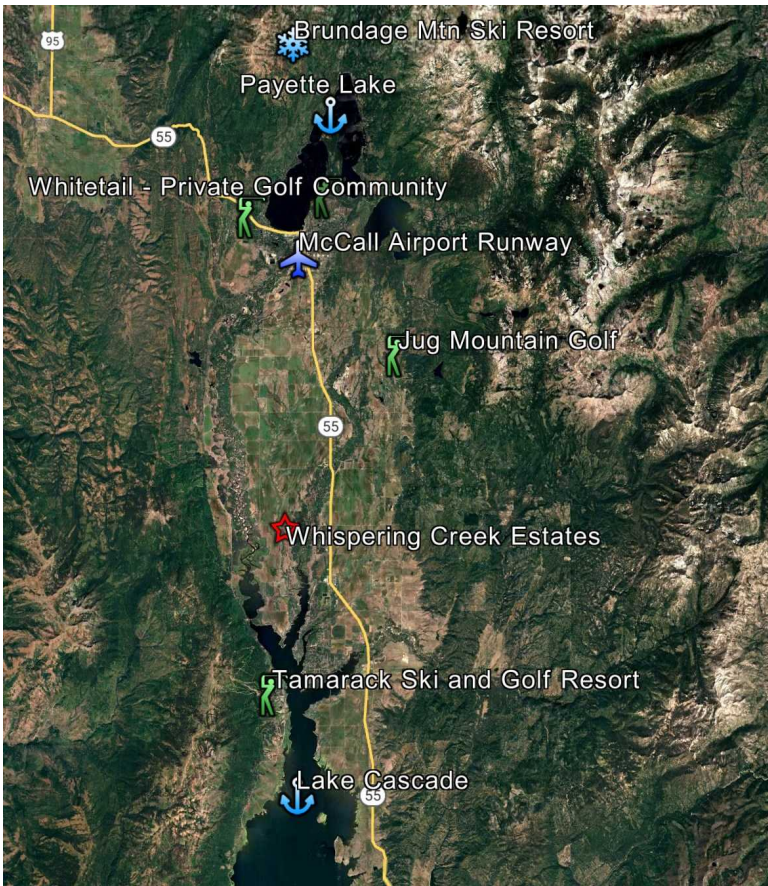 Brundage Mtn Ski Resort
95
Payette Lake
55
Whitetail - Private Golf Community
McCall Airport Runway
Jug Mountain Golf
55
Whispering Creek Estates
Tamarack Ski and Golf Resort
Lake Cascade
55